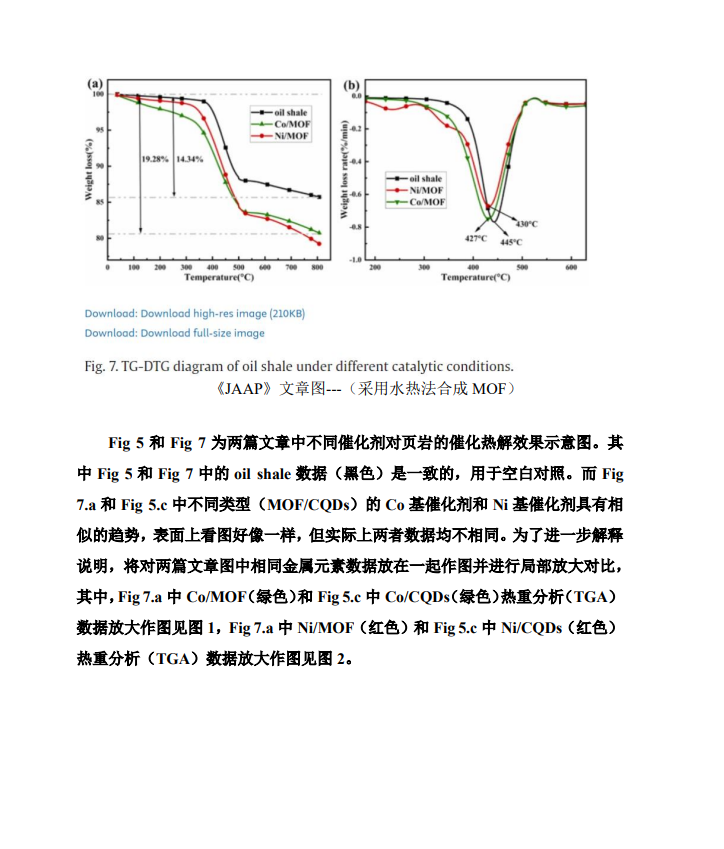 (a)
100
95
90
85
80
Weight loss(%)
oil shale
Co/MOF
Ni/MOF
19.28%
14.34%
0 100 200 300 400 500 600 700 800
Temperature(°C)
(b)
0.0
-0.2
-0.4
-0.6
-0.8
-1.0
Weight loss rate(%/min)
oil shale
Ni/MOF
Co/MOF
430°C
427°C
445°C
200 300 400 500 600
Temperature(°C)
Download: Download high-res image (210KB)
Download: Download full-size image
Fig. 7. TG-DTG diagram of oil shale under different catalytic conditions.
《JAAP》文章图---（采用水热法合成 MOF）
Fig 5 和 Fig 7 为两篇文章中不同催化剂对页岩的催化热解效果示意图。其
中 Fig 5 和 Fig 7 中的 oil shale 数据（黑色）是一致的，用于空白对照。而 Fig
7.a 和 Fig 5.c 中不同类型（MOF/CQDs）的 Co 基催化剂和 Ni 基催化剂具有相
似的趋势，表面上看图好像一样，但实际上两者数据均不相同。为了进一步解释
说明，将对两篇文章图中相同金属元素数据放在一起作图并进行局部放大对比，
其中，Fig 7.a 中 Co/MOF（绿色）和 Fig 5.c 中 Co/CQDs（绿色）热重分析（TGA）
数据放大作图见图 1，Fig 7.a 中 Ni/MOF（红色）和 Fig 5.c 中 Ni/CQDs（红色）
热重分析（TGA）数据放大作图见图 2。